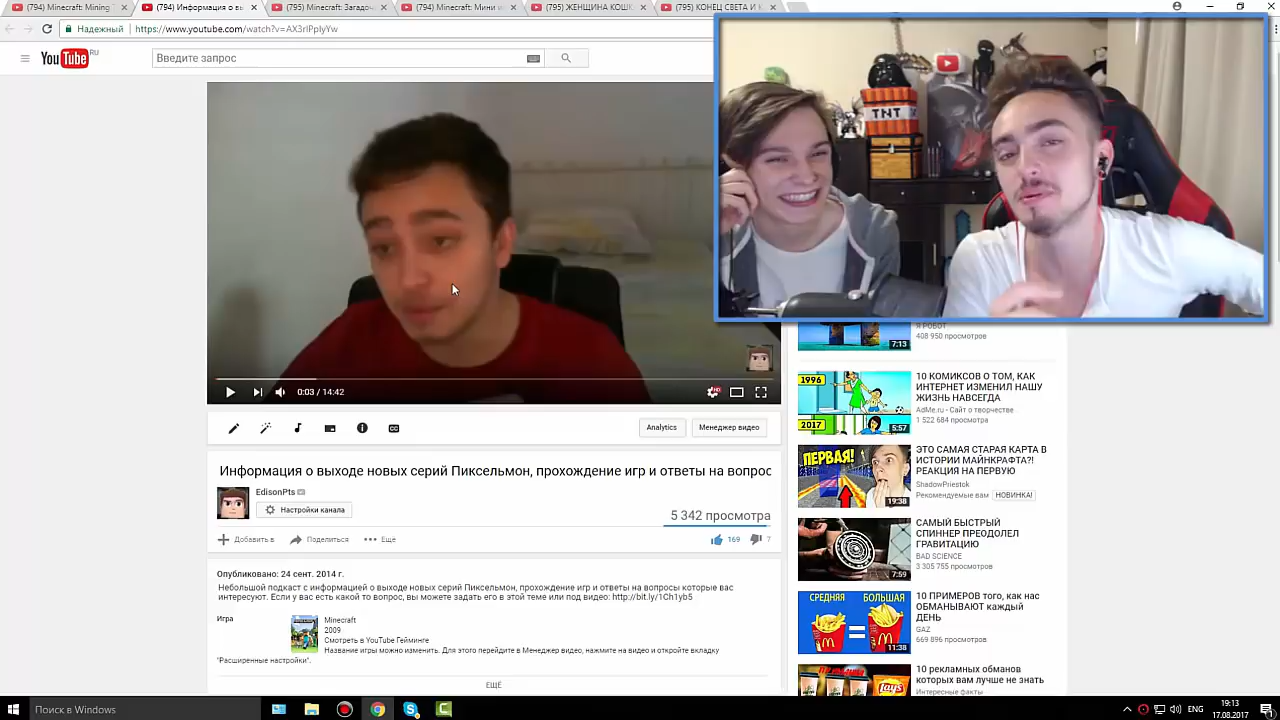 (794) Minecraft: Mining
(794) Информация о в
(795) Minecraft: Загадоч
(795) Minecraft: Мини и
(795) ЖЕНЩИНА КОШК
(795) КОНЕЦ СВЕТА И К
Надежный
https://www.youtube.com/watch?v=AX3rIPpIyYw
YouTube RU
Введите запрос
TNT
0:03 / 14:42
HD
Analytics
Менеджер видео
Информация о выходе новых серий Пиксельмон, прохождение игр и ответы на вопрос
EdisonPts
Настройки канала
5 342 просмотра
Добавить в
Поделиться
Еще
169
7
Опубликовано: 24 сент. 2014 г.
Небольшой подкаст с информацией о выходе новых серий Пиксельмон, прохождение игр и ответы на вопросы которые вас
интересуют. Если у вас есть какой то вопрос, вы можете задать его в этой теме или под видео: http://bit.ly/1Ch1yb5
Игра
Minecraft
2009
Смотреть в YouTube Гейминге
Название игры можно изменить. Для этого перейдите в Менеджер видео, нажмите на видео и откройте вкладку
"Расширенные настройки".
ЕЩЁ
Я РОБОТ
408 950 просмотров
7:13
1996
2017
5:57
10 КОМИКСОВ О ТОМ, КАК
ИНТЕРНЕТ ИЗМЕНИЛ НАШУ
ЖИЗНЬ НАВСЕГДА
AdMe.ru - Сайт о творчестве
1 522 684 просмотра
ПЕРВАЯ!
19:38
ЭТО САМАЯ СТАРАЯ КАРТА В
ИСТОРИИ МАЙНКРАФТА?!
РЕАКЦИЯ НА ПЕРВУЮ
ShadowPriestok
Рекомендуемые вам
НОВИНКА!
7:59
САМЫЙ БЫСТРЫЙ
СПИННЕР ПРЕОДОЛЕЛ
ГРАВИТАЦИЮ
BAD SCIENCE
3 305 755 просмотров
СРЕДНЯЯ
БОЛЬШАЯ
11:38
10 ПРИМЕРОВ того, как нас
ОБМАНЫВАЮТ каждый
ДЕНЬ
GAZ
669 896 просмотров
Lay's
10 рекламных обманов
которых вам лучше не знать
Интересные факты
Поиск в Windows
ENG
19:13
17.08.2017